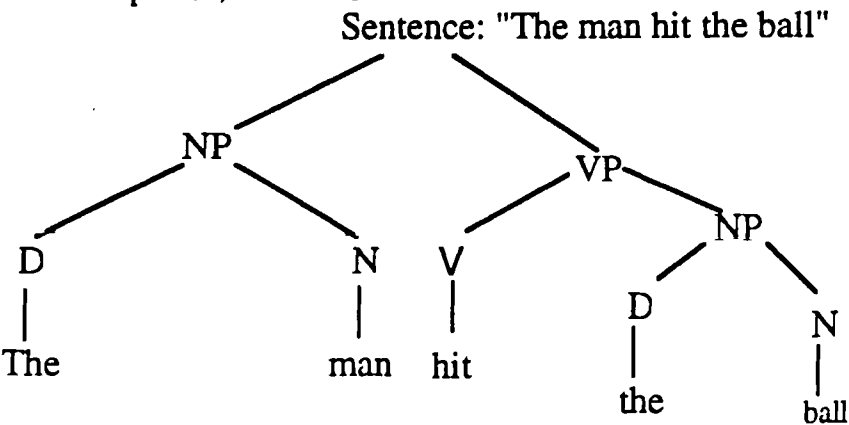 Sentence: "The man hit the ball"
NP
VP
NP
D
N
V
D
N
The
man
hit
the
ball